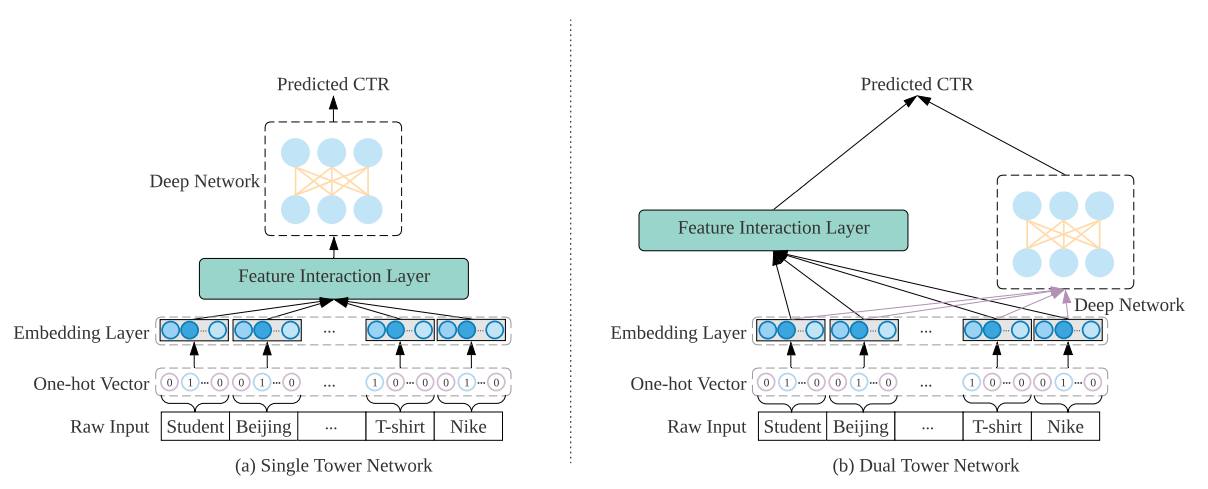 Predicted CTR
Deep Network
Feature Interaction Layer
Embedding Layer
...
One-hot Vector
0 1 ... 0 0 1 ... 0 ... 1 0 ... 0 0 1 ... 0
Raw Input Student Beijing ... T-shirt Nike
(a) Single Tower Network
Predicted CTR
Feature Interaction Layer
Deep Network
Embedding Layer
...
One-hot Vector
0 1 ... 0 0 1 ... 0 ... 1 0 ... 0 0 1 ... 0
Raw Input Student Beijing ... T-shirt Nike
(b) Dual Tower Network